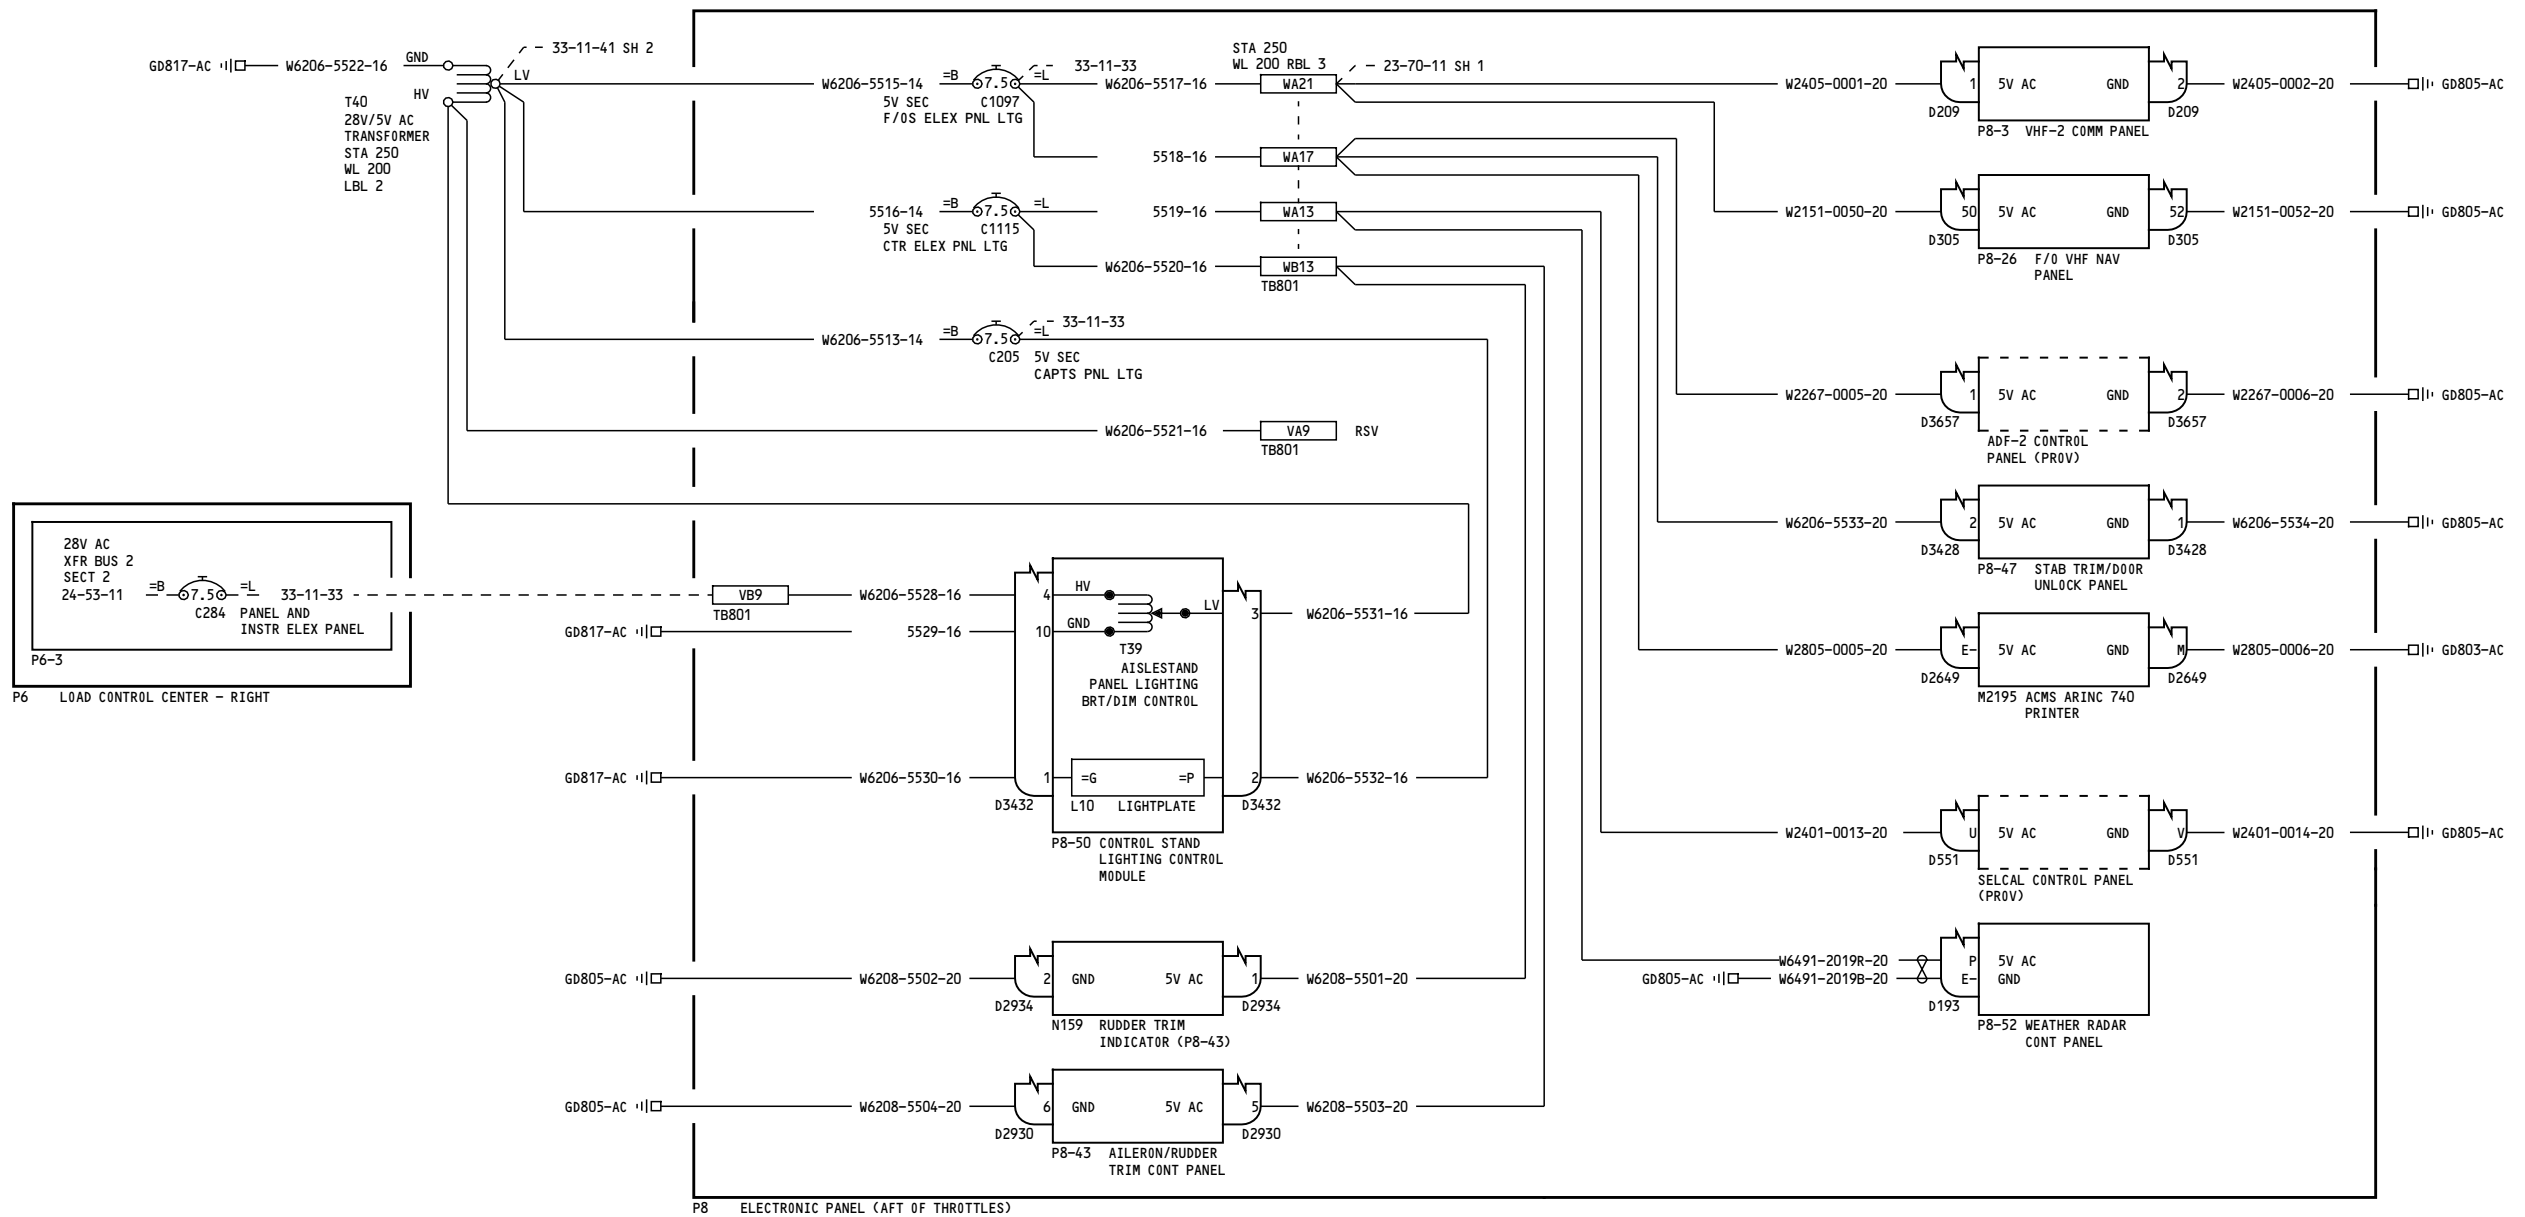 GD817-AC
W6206-5522-16
GND
33-11-41 SH 2
LV
HV
T40
28V/5V AC
TRANSFORMER
STA 250
WL 200
LBL 2
W6206-5515-14
=B
7.5
=L
33-11-33
5V SEC
C1097
F/OS ELEX PNL LTG
W6206-5517-16
STA 250
WL 200 RBL 3
WA21
23-70-11 SH 1
5518-16
WA17
5516-14
=B
7.5
=L
5V SEC
C1115
CTR ELEX PNL LTG
5519-16
WA13
W6206-5520-16
WB13
TB801
W6206-5513-14
=B
7.5
=L
33-11-33
C205
5V SEC
CAPTS PNL LTG
W6206-5521-16
VA9
RSV
TB801
28V AC
XFR BUS 2
SECT 2
24-53-11
=B
7.5
=L
33-11-33
C284
PANEL AND
INSTR ELEX PANEL
P6-3
P6
LOAD CONTROL CENTER - RIGHT
VB9
TB801
W6206-5528-16
4
HV
GD817-AC
5529-16
10
GND
LV
3
W6206-5531-16
T39
AISLESTAND
PANEL LIGHTING
BRT/DIM CONTROL
GD817-AC
W6206-5530-16
1
=G
=P
2
W6206-5532-16
D3432
L10
LIGHTPLATE
D3432
P8-50 CONTROL STAND
LIGHTING CONTROL
MODULE
GD805-AC
W6208-5502-20
2
GND
5V AC
1
W6208-5501-20
D2934
D2934
N159
RUDDER TRIM
INDICATOR (P8-43)
GD805-AC
W6208-5504-20
6
GND
5V AC
5
W6208-5503-20
D2930
D2930
P8-43
AILERON/RUDDER
TRIM CONT PANEL
P8
ELECTRONIC PANEL (AFT OF THROTTLES)
W2405-0001-20
1
5V AC
GND
2
W2405-0002-20
GD805-AC
D209
D209
P8-3
VHF-2 COMM PANEL
W2151-0050-20
50
5V AC
GND
52
W2151-0052-20
GD805-AC
D305
D305
P8-26
F/O VHF NAV
PANEL
W2267-0005-20
1
5V AC
GND
2
W2267-0006-20
GD805-AC
D3657
D3657
ADF-2 CONTROL
PANEL (PROV)
W6206-5533-20
2
5V AC
GND
1
W6206-5534-20
GD805-AC
D3428
D3428
P8-47
STAB TRIM/DOOR
UNLOCK PANEL
W2805-0005-20
E-
5V AC
GND
M
W2805-0006-20
GD803-AC
D2649
D2649
M2195 ACMS ARINC 740
PRINTER
W2401-0013-20
U
5V AC
GND
V
W2401-0014-20
GD805-AC
D551
D551
SELCAL CONTROL PANEL
(PROV)
W6491-2019R-20
P
5V AC
GD805-AC
W6491-2019B-20
E-
GND
D193
P8-52 WEATHER RADAR
CONT PANEL